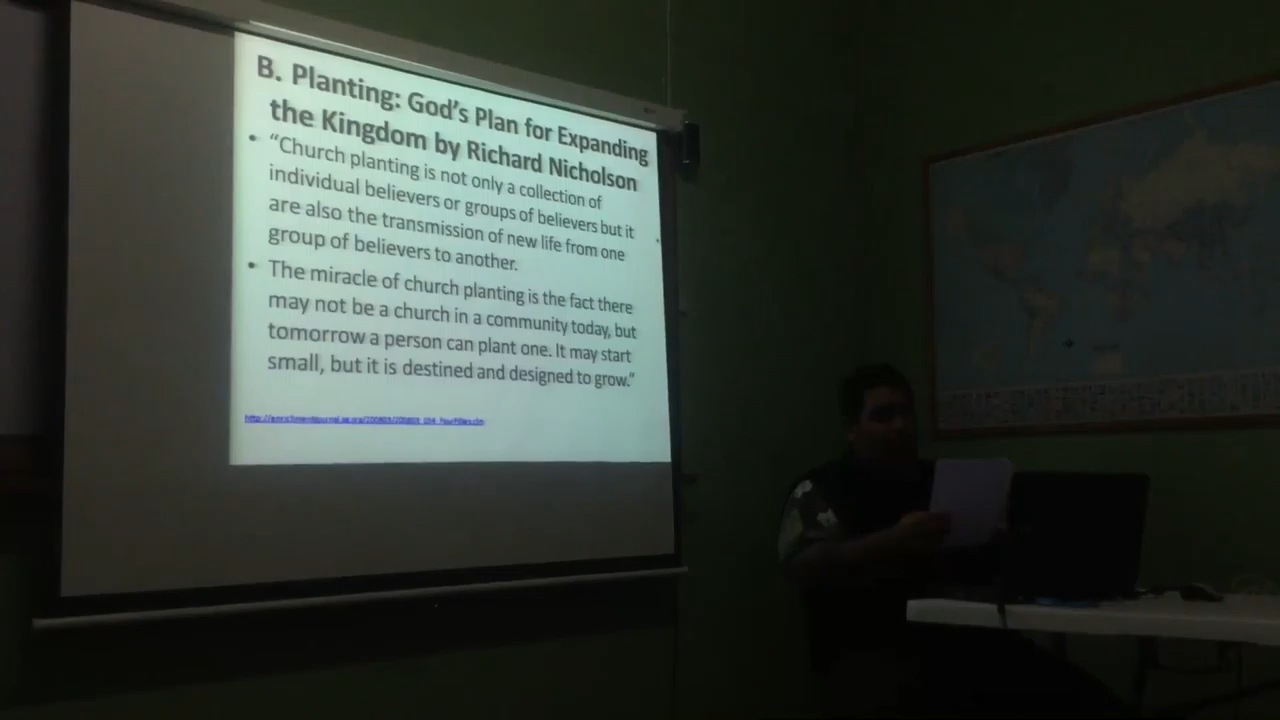 B. Planting: God's Plan for Expanding
the Kingdom by Richard Nicholson
• “Church planting is not only a collection of
individual believers or groups of believers but it
are also the transmission of new life from one
group of believers to another.
• The miracle of church planting is the fact there
may not be a church in a community today, but
tomorrow a person can plant one. It may start
small, but it is destined and designed to grow.”